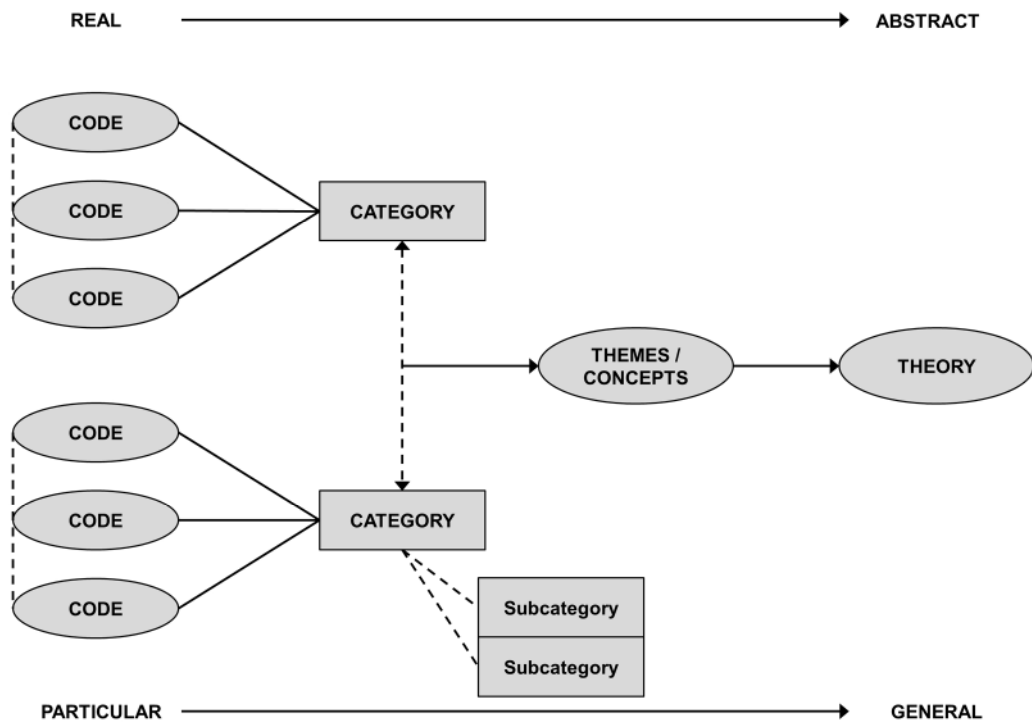 REAL
ABSTRACT
CODE
CODE
CATEGORY
CODE
THEMES /
CONCEPTS
THEORY
CODE
CODE
CATEGORY
CODE
Subcategory
Subcategory
PARTICULAR
GENERAL